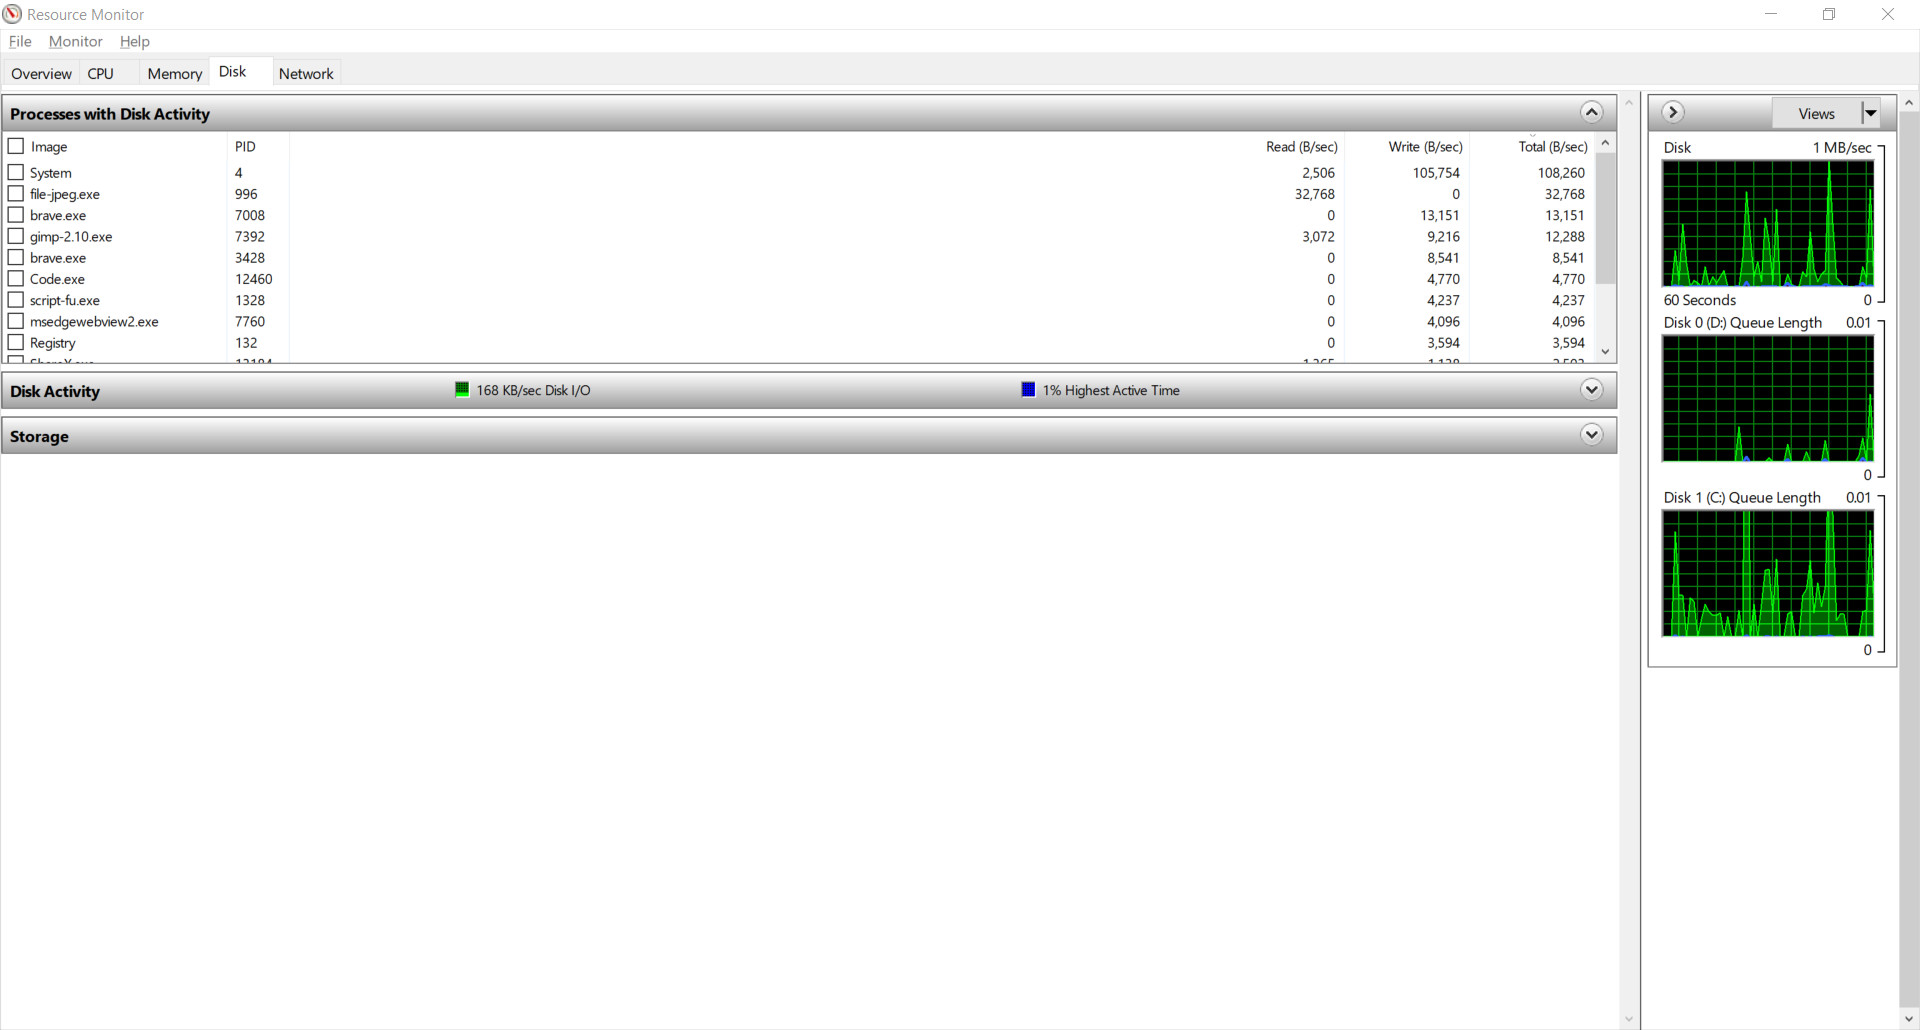 Resource Monitor
File Monitor Help
Overview CPU Memory Disk Network
Processes with Disk Activity
Image PID Read (B/sec) Write (B/sec) Total (B/sec)
System 4 2,506 105,754 108,260
file-jpeg.exe 996 32,768 0 32,768
brave.exe 7008 0 13,151 13,151
gimp-2.10.exe 7392 3,072 9,216 12,288
brave.exe 3428 0 8,541 8,541
Code.exe 12460 0 4,770 4,770
script-fu.exe 1328 0 4,237 4,237
msedgewebview2.exe 7760 0 4,096 4,096
Registry 132 0 3,594 3,594
Disk Activity 168 KB/sec Disk I/O 1% Highest Active Time
Storage
Views
Disk 1 MB/sec
60 Seconds 0
Disk 0 (D:) Queue Length 0.01
0
Disk 1 (C:) Queue Length 0.01
0